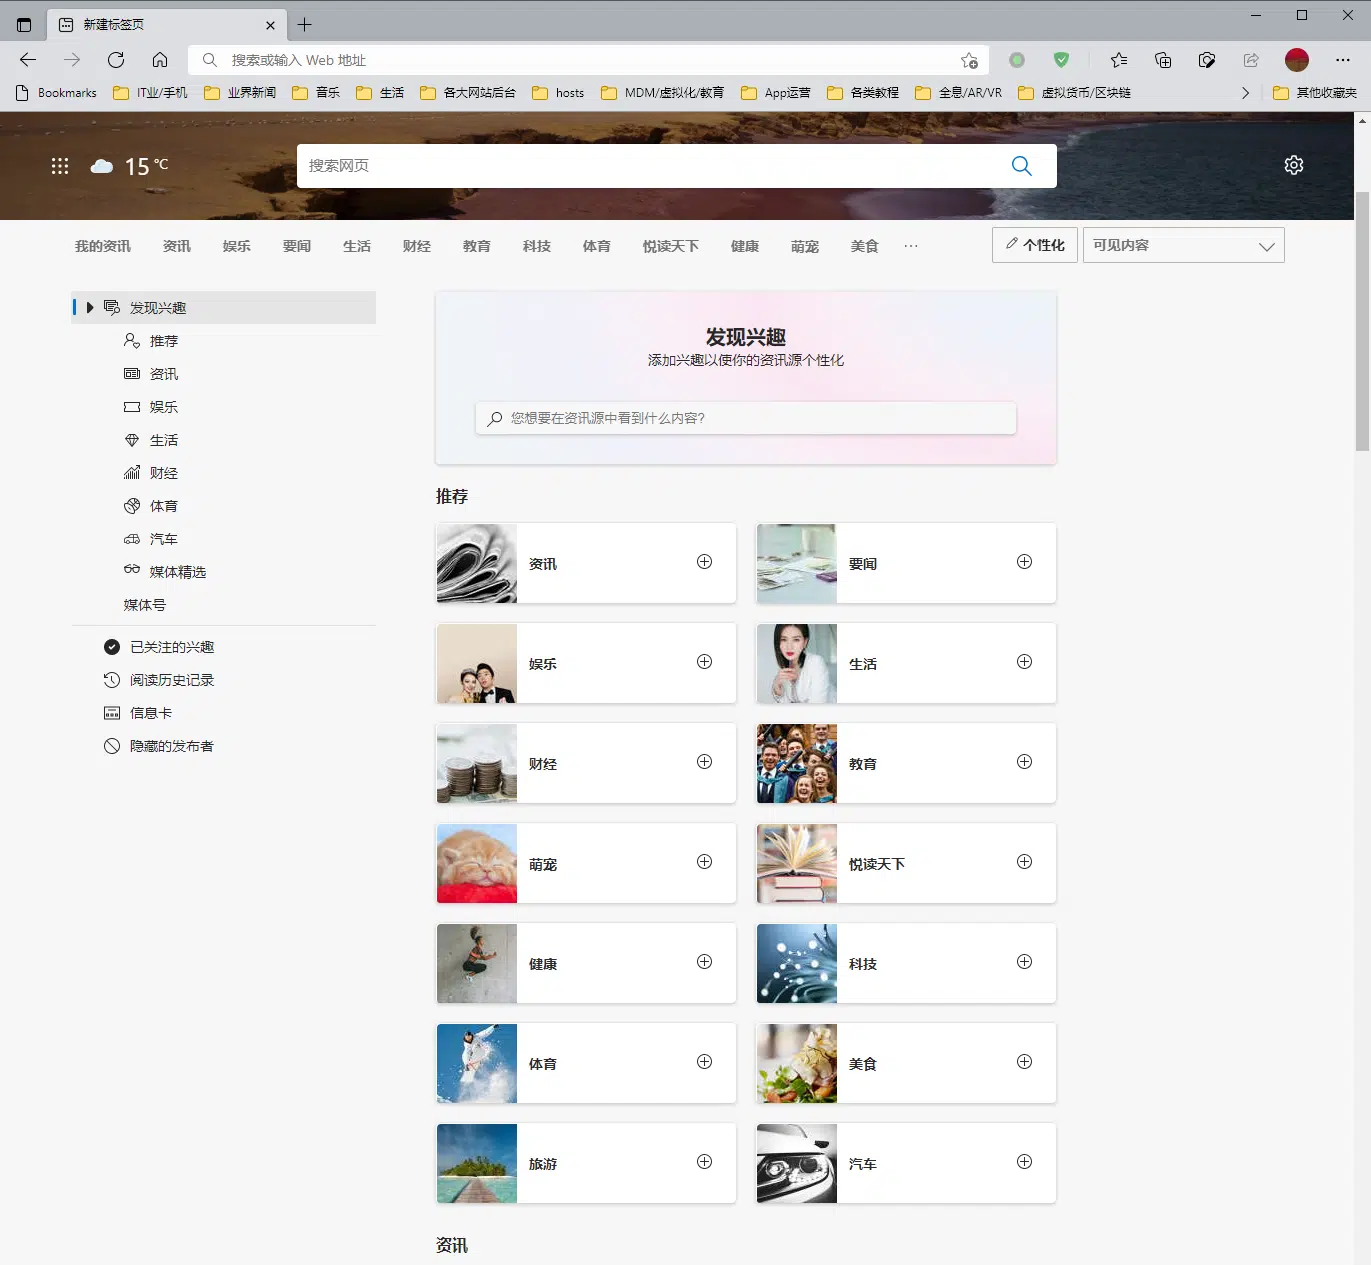 新建标签页
搜索或输入 Web 地址
Bookmarks IT业/手机 业界新闻 音乐 生活 各大网站后台 hosts MDM/虚拟化/教育 App运营 各类教程 全息/AR/VR 虚拟货币/区块链 其他收藏夹
15 °C 搜索网页
我的资讯 资讯 娱乐 要闻 生活 财经 教育 科技 体育 悦读天下 健康 萌宠 美食 ... 个性化 可见内容
发现兴趣
推荐
资讯
娱乐
生活
财经
体育
汽车
媒体精选
媒体号
已关注的兴趣
阅读历史记录
信息卡
隐藏的发布者
发现兴趣
添加兴趣以使你的资讯源个性化
您想要在资讯源中看到什么内容?
推荐
资讯 要闻
娱乐 生活
财经 教育
萌宠 悦读天下
健康 科技
体育 美食
旅游 汽车
资讯